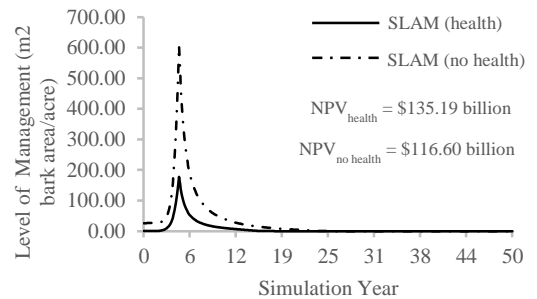 700.00
600.00
500.00
400.00
300.00
200.00
100.00
0.00
Level of Management (m2
bark area/acre)
SLAM (health)
SLAM (no health)
NPVhealth = $135.19 billion
NPVno health = $116.60 billion
0 6 12 19 25 31 38 44 50
Simulation Year